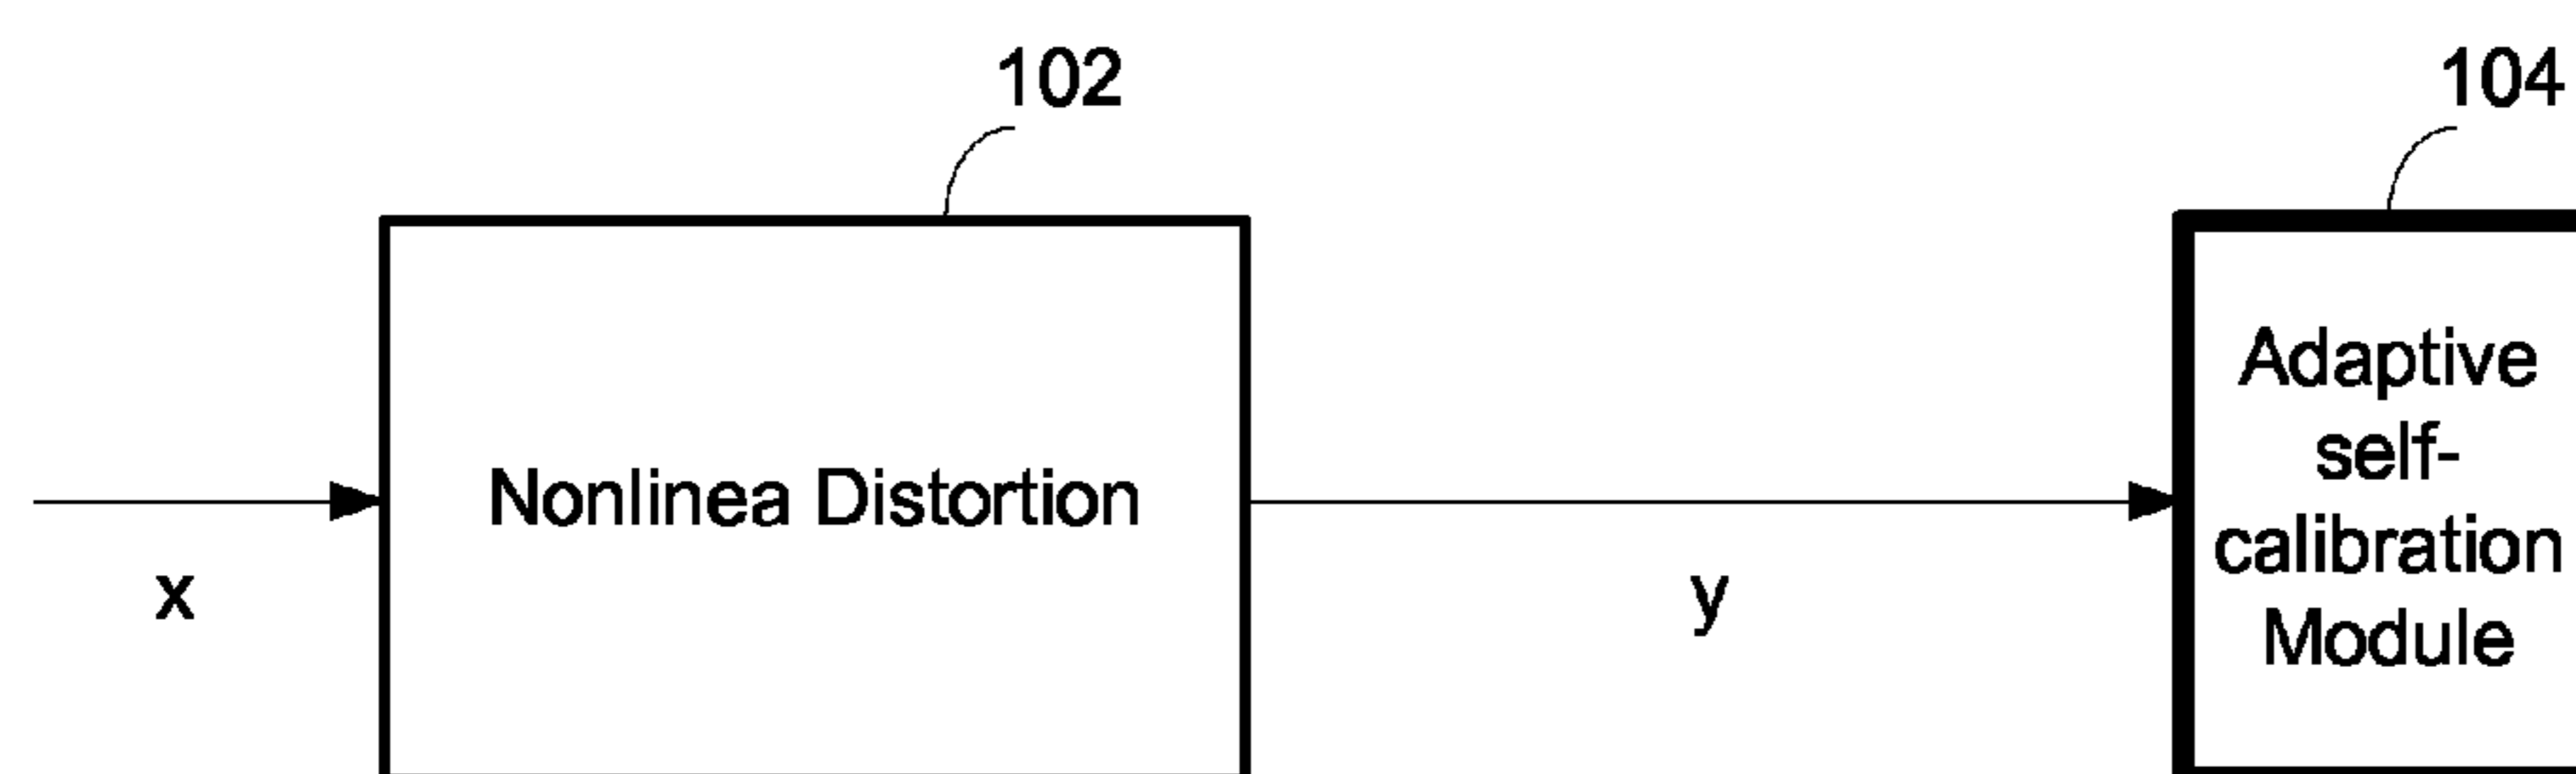 102
104
Nonlinea Distortion
Adaptive
self-
calibration
Module
x
y